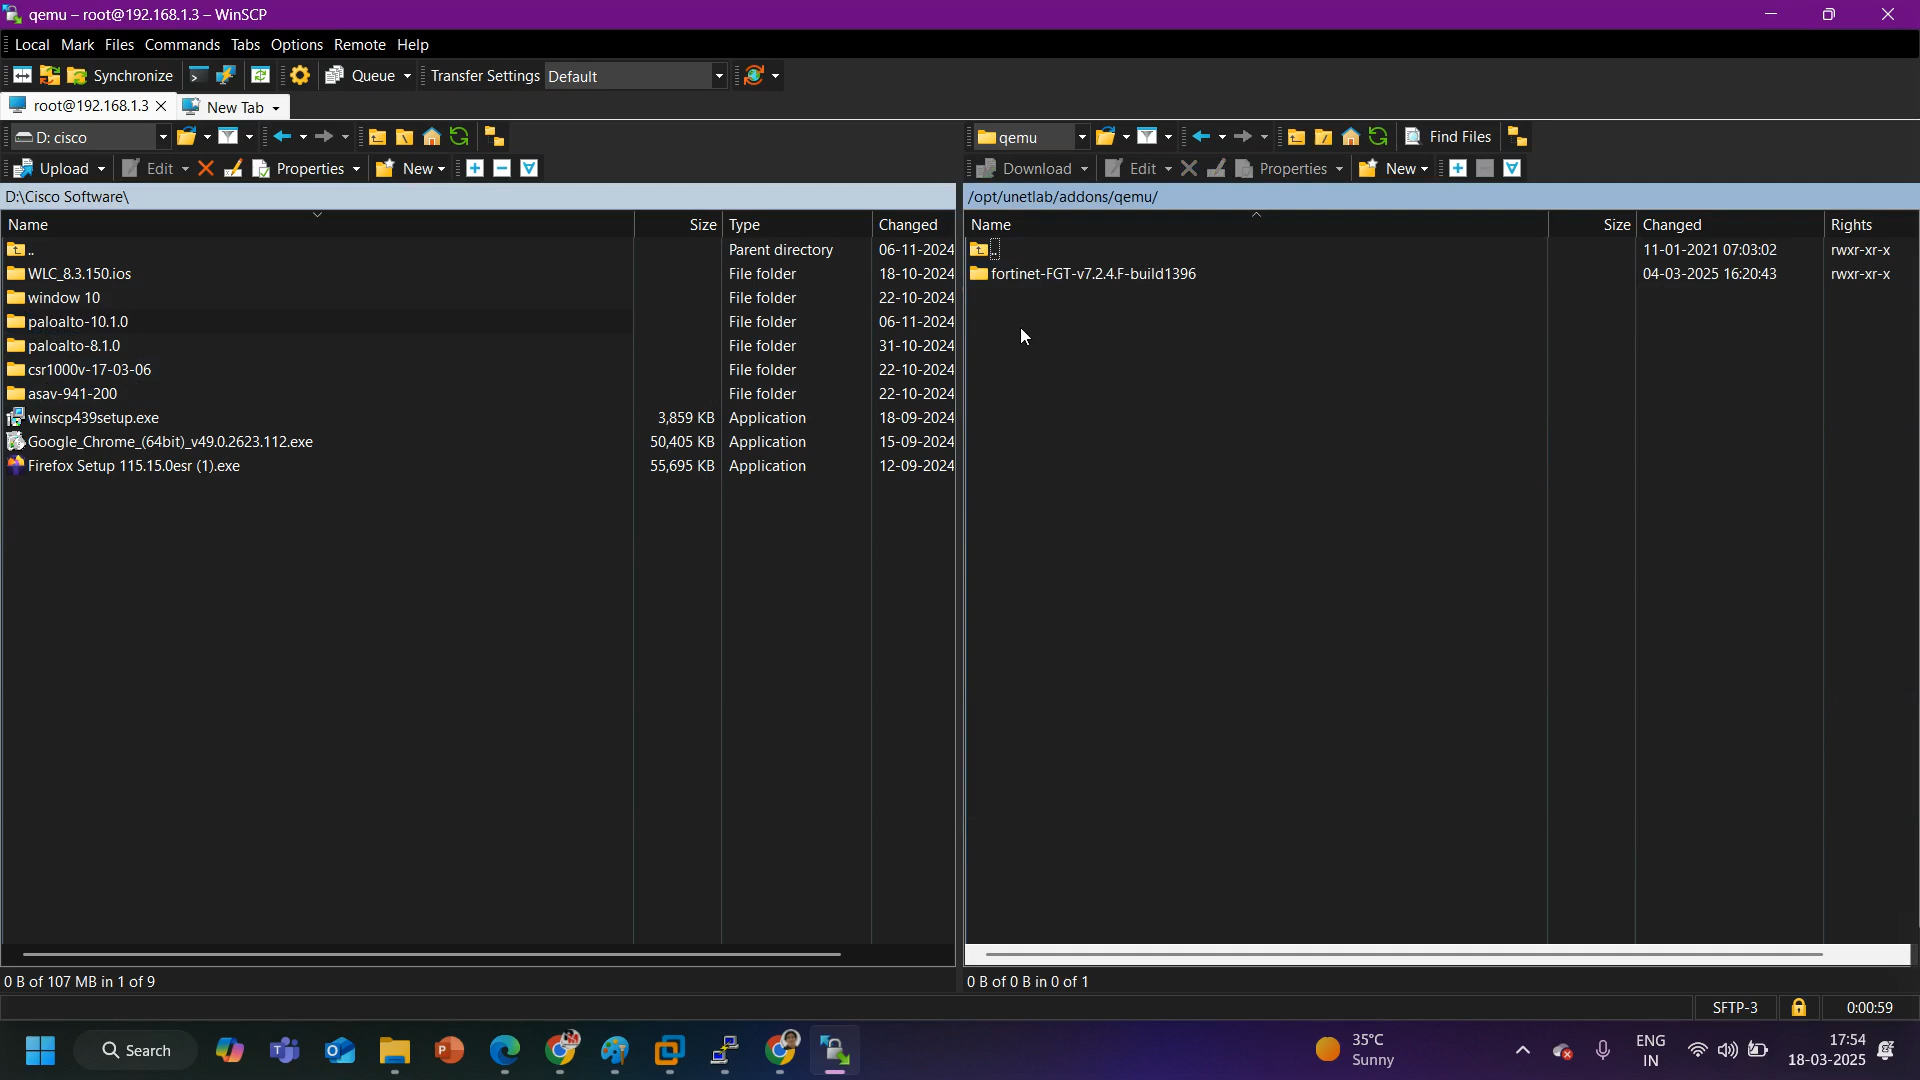 qemu – root@192.168.1.3 – WinSCP
Local Mark Files Commands Tabs Options Remote Help
Synchronize Queue Transfer Settings Default
root@192.168.1.3 New Tab
D: cisco
qemu Find Files
Upload Edit Properties New
Download Edit Properties New
D:\Cisco Software\
/opt/unetlab/addons/qemu/
Name Size Type Changed
.. Parent directory 06-11-2024
WLC_8.3.150.ios File folder 18-10-2024
window 10 File folder 22-10-2024
paloalto-10.1.0 File folder 06-11-2024
paloalto-8.1.0 File folder 31-10-2024
csr1000v-17-03-06 File folder 22-10-2024
asav-941-200 File folder 22-10-2024
winscp439setup.exe 3,859 KB Application 18-09-2024
Google_Chrome_(64bit)_v49.0.2623.112.exe 50,405 KB Application 15-09-2024
Firefox Setup 115.15.0esr (1).exe 55,695 KB Application 12-09-2024
Name Size Changed Rights
.. 11-01-2021 07:03:02 rwxr-xr-x
fortinet-FGT-v7.2.4.F-build1396 04-03-2025 16:20:43 rwxr-xr-x
0 B of 107 MB in 1 of 9
0 B of 0 B in 0 of 1
SFTP-3 0:00:59
Search
35°C
Sunny
ENG
IN
17:54
18-03-2025